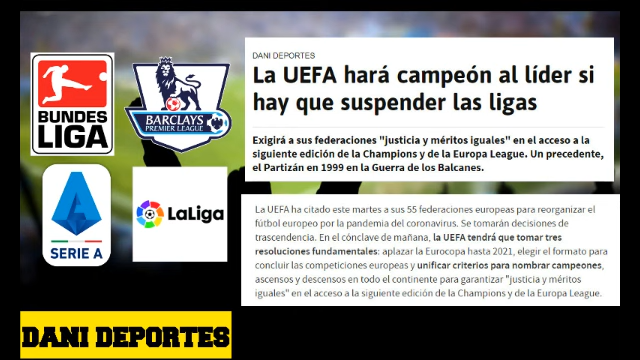 BUNDES
LIGA
BARCLAYS
PREMIER LEAGUE
SERIE A
LaLiga
DANI DEPORTES
DANI DEPORTES
La UEFA hará campeón al líder si
hay que suspender las ligas
Exigirá a sus federaciones "justicia y méritos iguales" en el acceso a la
siguiente edición de la Champions y de la Europa League. Un precedente,
el Partizán en 1999 en la Guerra de los Balcanes.
La UEFA ha citado este martes a sus 55 federaciones europeas para reorganizar el
fútbol europeo por la pandemia del coronavirus. Se tomarán decisiones de
trascendencia. En el cónclave de mañana, la UEFA tendrá que tomar tres
resoluciones fundamentales: aplazar la Eurocopa hasta 2021, elegir el formato para
concluir las competiciones europeas y unificar criterios para nombrar campeones,
ascensos y descensos en todo el continente para garantizar "justicia y méritos
iguales" en el acceso a la siguiente edición de la Champions y de la Europa League.